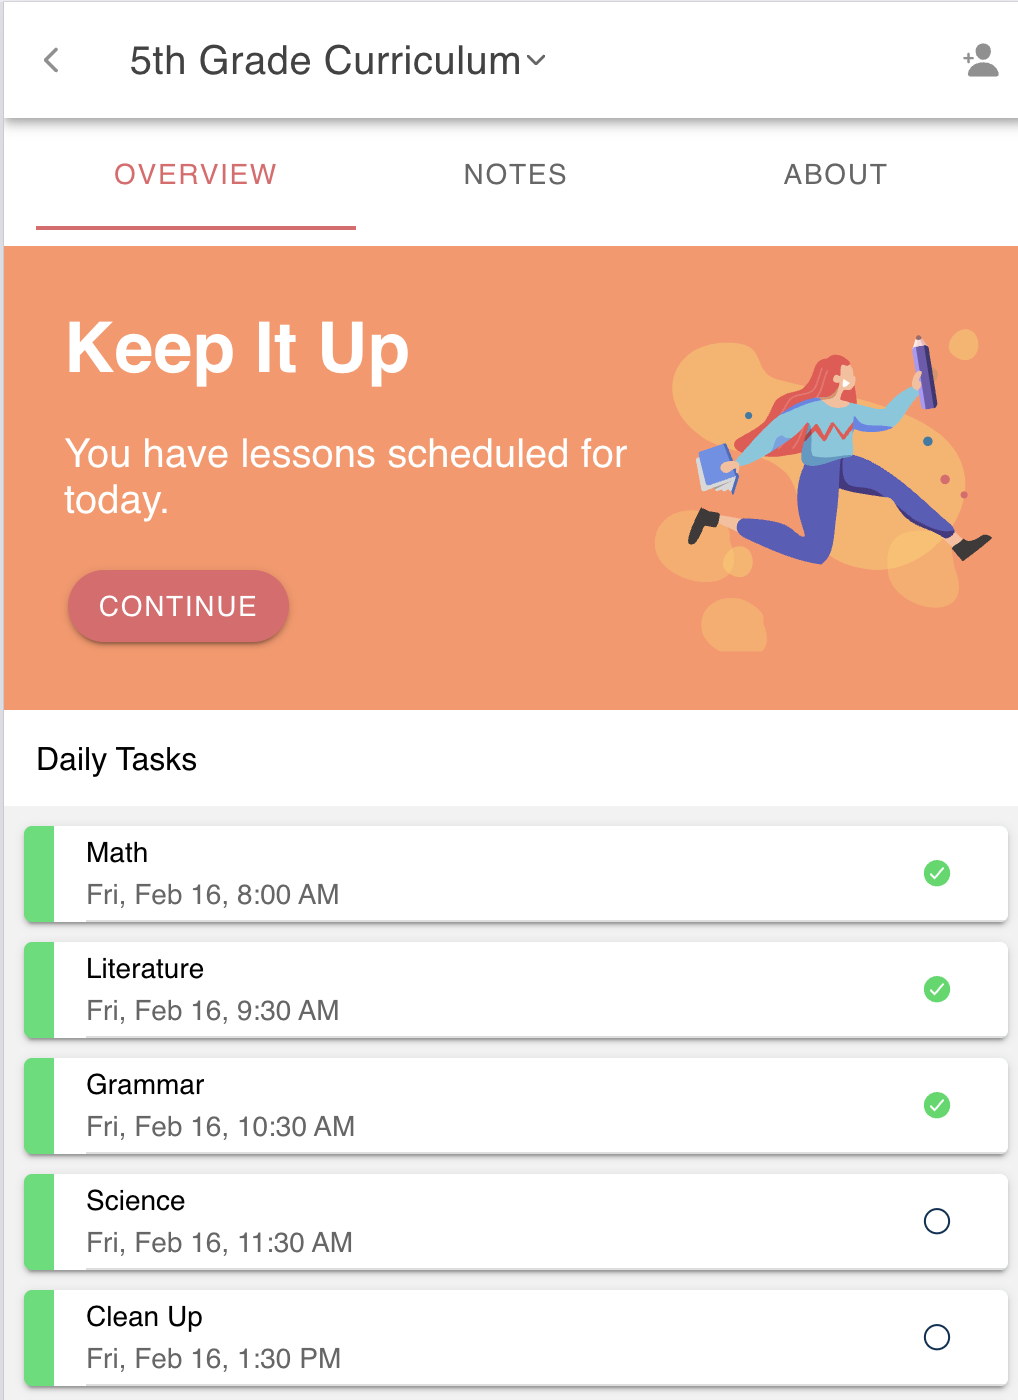 5th Grade Curriculum
OVERVIEW NOTES ABOUT
Keep It Up
You have lessons scheduled for
today.
CONTINUE
Daily Tasks
Math
Fri, Feb 16, 8:00 AM
Literature
Fri, Feb 16, 9:30 AM
Grammar
Fri, Feb 16, 10:30 AM
Science
Fri, Feb 16, 11:30 AM
Clean Up
Fri, Feb 16, 1:30 PM